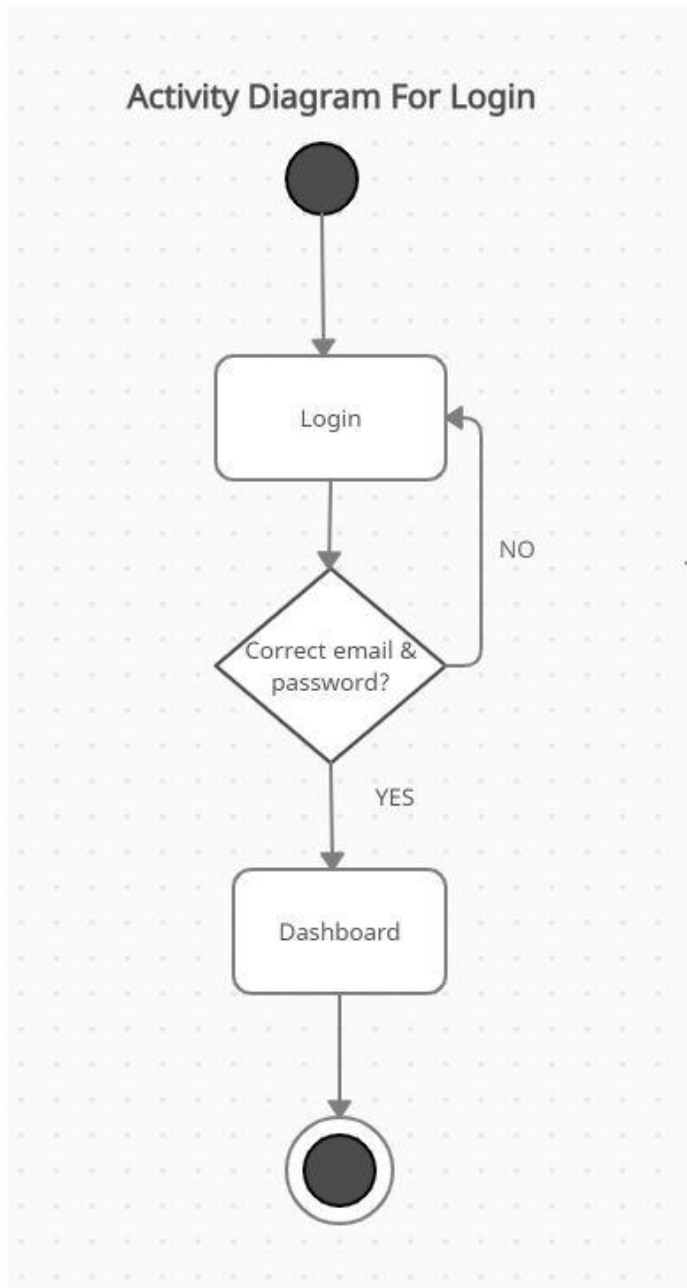 Activity Diagram For Login
Login
NO
Correct email &
password?
YES
Dashboard